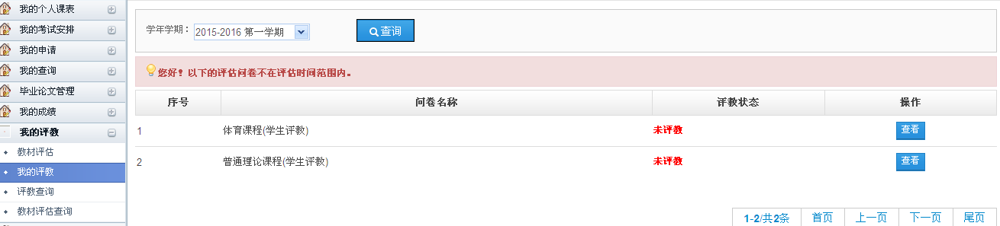 我的个人课表
我的考试安排
我的申请
我的查询
毕业论文管理
我的成绩
我的评教
教材评估
我的评教
评教查询
教材评估查询
学年学期： 2015-2016 第一学期 查询
您好！以下的评估问卷不在评估时间范围内。
序号 问卷名称 评教状态 操作
1 体育课程(学生评教) 未评教 查看
2 普通理论课程(学生评教) 未评教 查看
1-2/共2条 首页 上一页 下一页 尾页